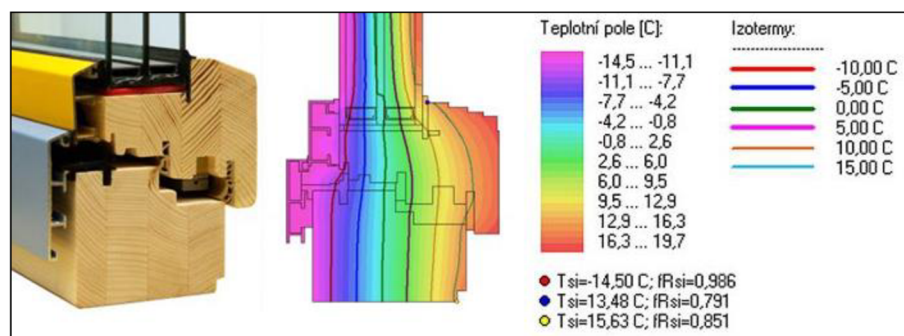 Teplotní pole [C]:
-14,5 ... -11,1
-11,1 ... -7,7
-7,7 ... -4,2
-4,2 ... -0,8
-0,8 ... 2,6
2,6 ... 6,0
6,0 ... 9,5
9,5 ... 12,9
12,9 ... 16,3
16,3 ... 19,7
Tsi=-14,50 C; fRsi=0,986
Tsi=13,48 C; fRsi=0,791
Tsi=15,63 C; fRsi=0,851
Izotermy:
-10,00 C
-5,00 C
0,00 C
5,00 C
10,00 C
15,00 C